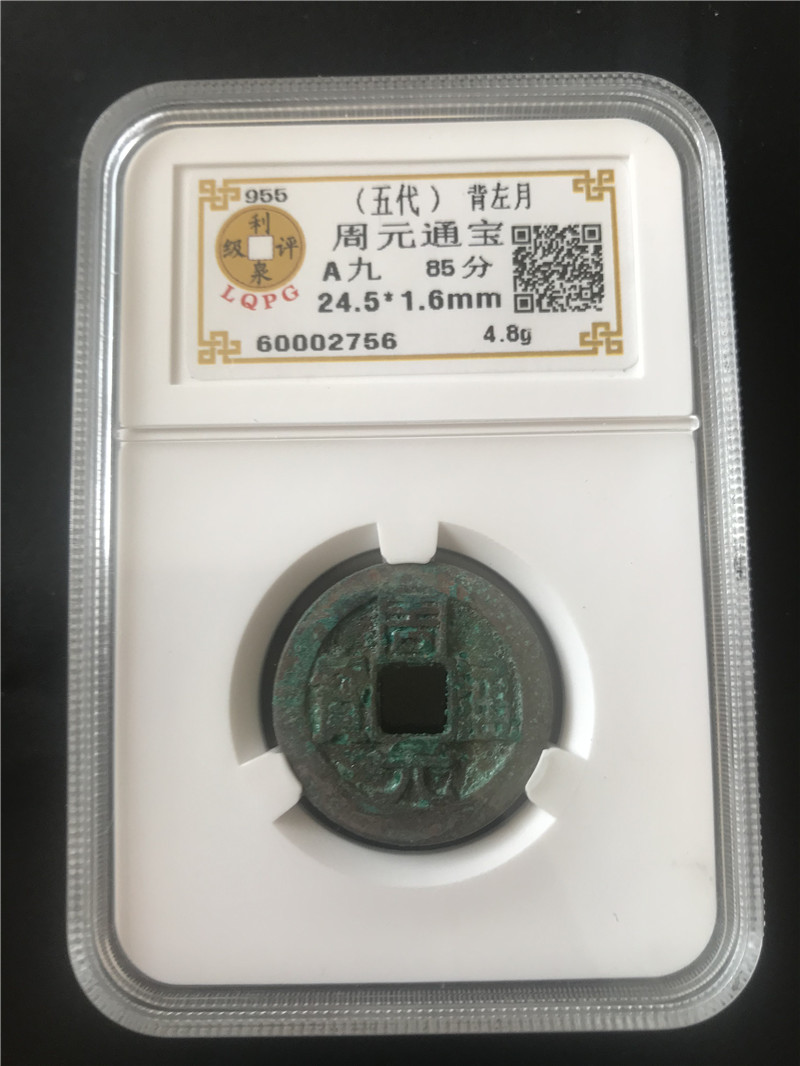 955
（五代） 背左月
利泉评级
周元通宝
A九 85分
LQPG
24.5*1.6mm
60002756
4.8g
周元通寳